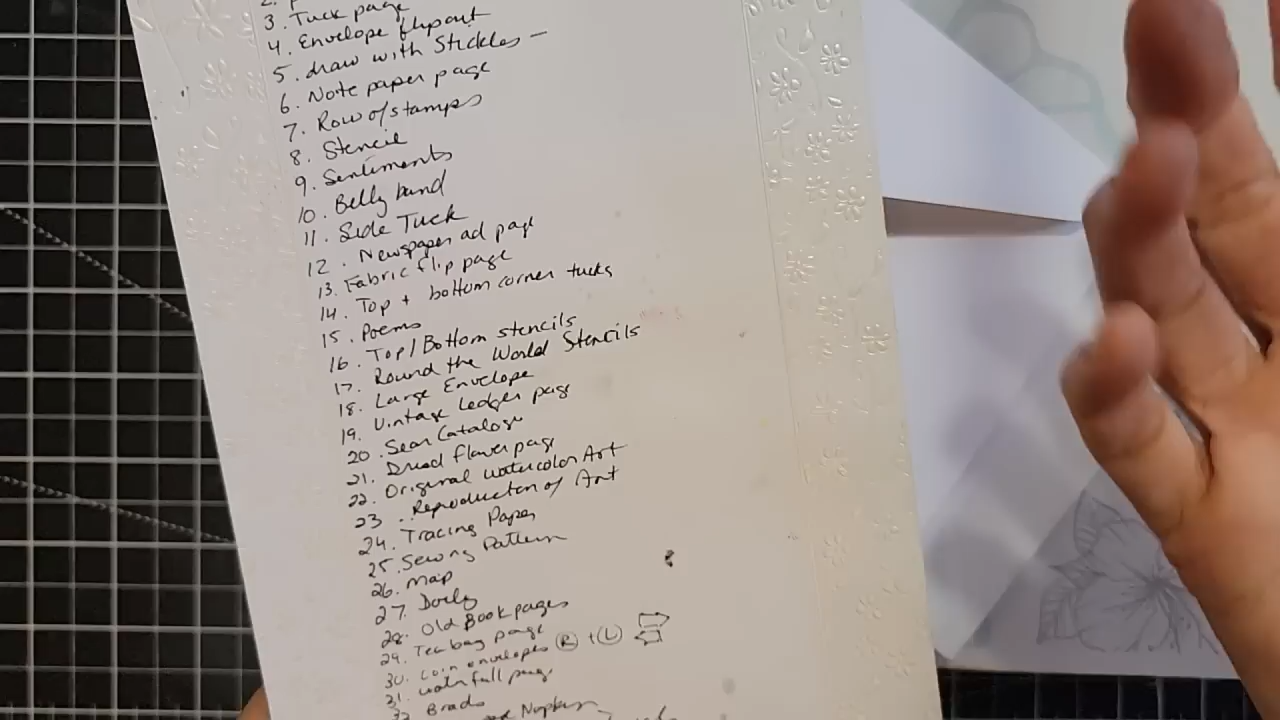 2.
3. Tuck page
4. Envelope flipout
5. draw with Stickles -
6. Note paper page
7. Row of stamps
8. Stencil
9. Sentiments
10. Belly band
11. Side Tuck
12. Newspaper ad page
13. Fabric flip page
14. Top + bottom corner tucks
15. Poems
16. Top/Bottom stencils
17. Round the World Stencils
18. Large Envelope
19. Vintage Ledger page
20. Sears Catalogs
21. Dried flower page
22. Original watercolor Art
23. Reproduction of Art
24. Tracing Paper
25. Sewing Pattern
26. Map
27. Doily
28. Old Book pages
29. Tea bag page
30. Coin envelopes R + L
31. waterfall page
32 Brads
Napkin